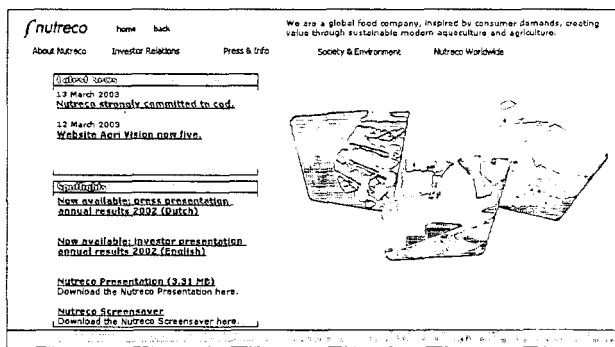 nutreco
home back
We are a global food company, inspired by consumer demands, creating
value through sustainable modern aquaculture and agriculture.
About Nutreco Investor Relations Press & Info Society & Environment Nutreco Worldwide
Latest news
13 March 2003
Nutreco strongly committed to cod.
12 March 2003
Website Agri Vision now live.
Spotlights
Now available: press presentation
annual results 2002 (Dutch)
Now available: investor presentation
annual results 2002 (English)
Nutreco Presentation (3.31 MB)
Download the Nutreco Presentation here.
Nutreco Screensaver
Download the Nutreco Screensaver here.